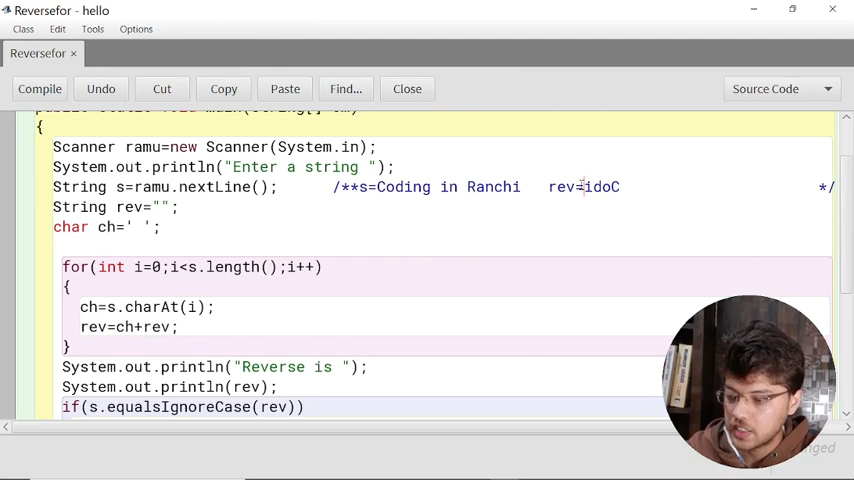 Reversefor - hello
Class Edit Tools Options
Reversefor ×
Compile Undo Cut Copy Paste Find... Close Source Code
{
Scanner ramu=new Scanner(System.in);
System.out.println("Enter a string ");
String s=ramu.nextLine(); /**s=Coding in Ranchi rev=idoC */
String rev="";
char ch=' ';
for(int i=0;i<s.length();i++)
{
ch=s.charAt(i);
rev=ch+rev;
}
System.out.println("Reverse is ");
System.out.println(rev);
if(s.equalsIgnoreCase(rev))